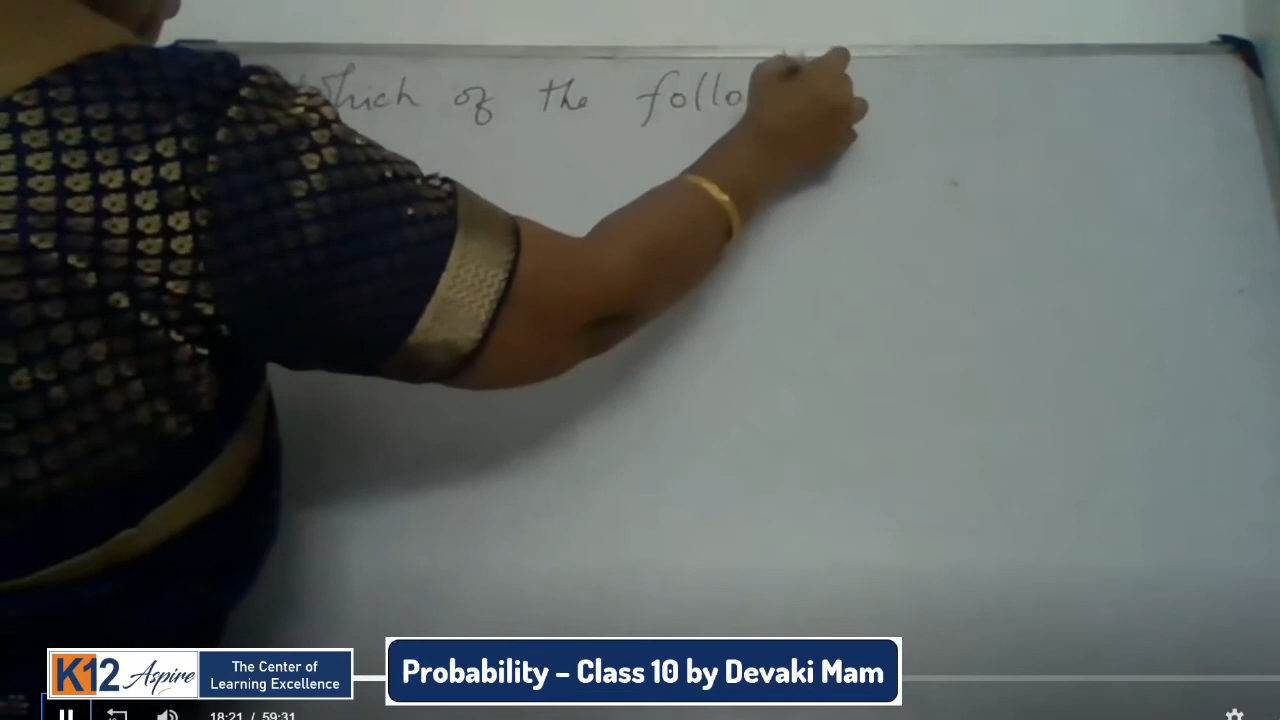 Which of the follo
K12 Aspire
The Center of
Learning Excellence
Probability – Class 10 by Devaki Mam
18:21 / 59:31